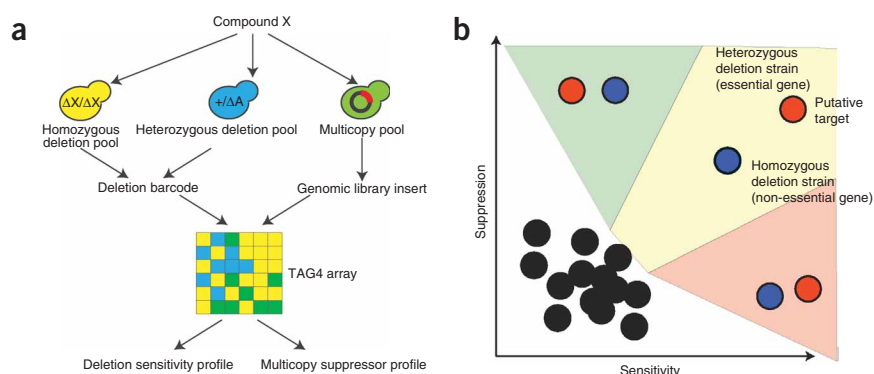 a
Compound X
ΔX/ΔX
+/ΔA
Homozygous
deletion pool
Heterozygous deletion pool
Multicopy pool
Deletion barcode
Genomic library insert
TAG4 array
Deletion sensitivity profile
Multicopy suppressor profile
b
Suppression
Heterozygous
deletion strain
(essential gene)
Putative
target
Homozygous
deletion strain
(non-essential gene)
Sensitivity